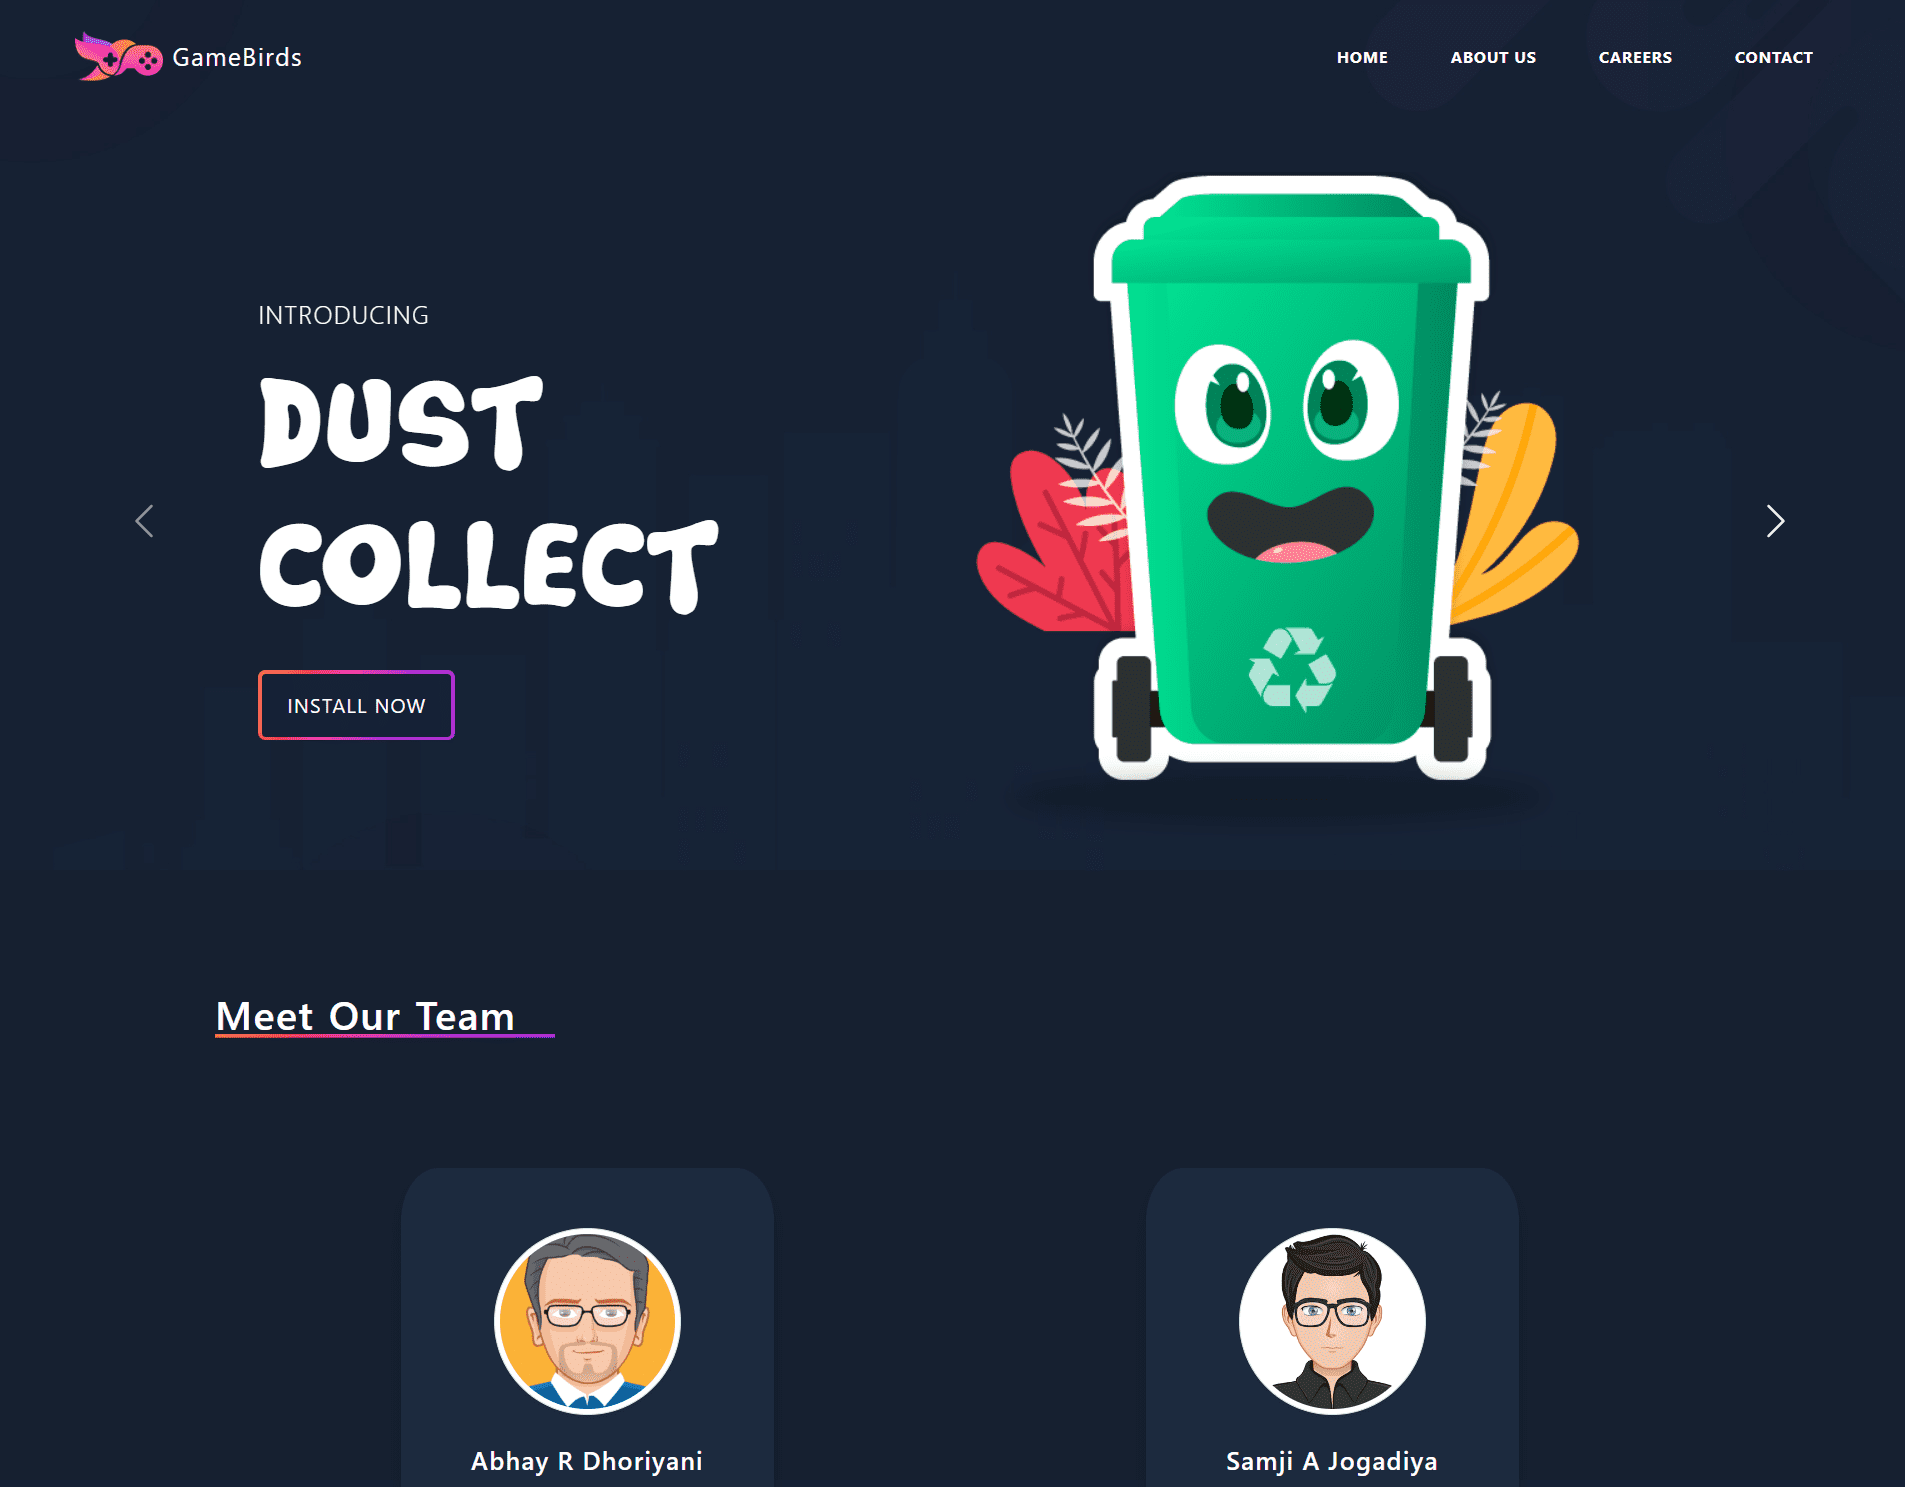 GameBirds
HOME
ABOUT US
CAREERS
CONTACT
INTRODUCING
DUST
COLLECT
INSTALL NOW
Meet Our Team
Abhay R Dhoriyani
Samji A Jogadiya